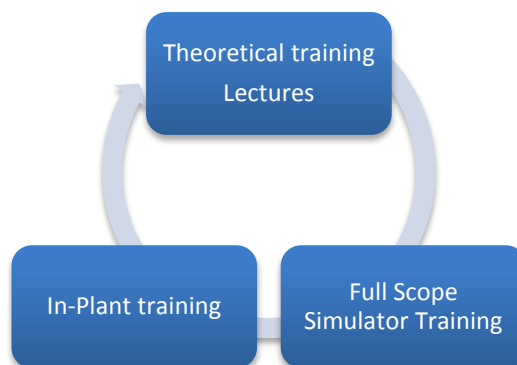 Theoretical training
Lectures
In-Plant training
Full Scope
Simulator Training